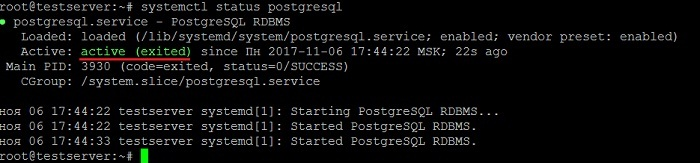 root@testserver:~# systemctl status postgresql
● postgresql.service - PostgreSQL RDBMS
Loaded: loaded (/lib/systemd/system/postgresql.service; enabled; vendor preset: enabled)
Active: active (exited) since Пн 2017-11-06 17:44:22 MSK; 22s ago
Main PID: 3930 (code=exited, status=0/SUCCESS)
CGroup: /system.slice/postgresql.service

ноя 06 17:44:22 testserver systemd[1]: Starting PostgreSQL RDBMS...
ноя 06 17:44:22 testserver systemd[1]: Started PostgreSQL RDBMS.
ноя 06 17:44:33 testserver systemd[1]: Started PostgreSQL RDBMS.
root@testserver:~#